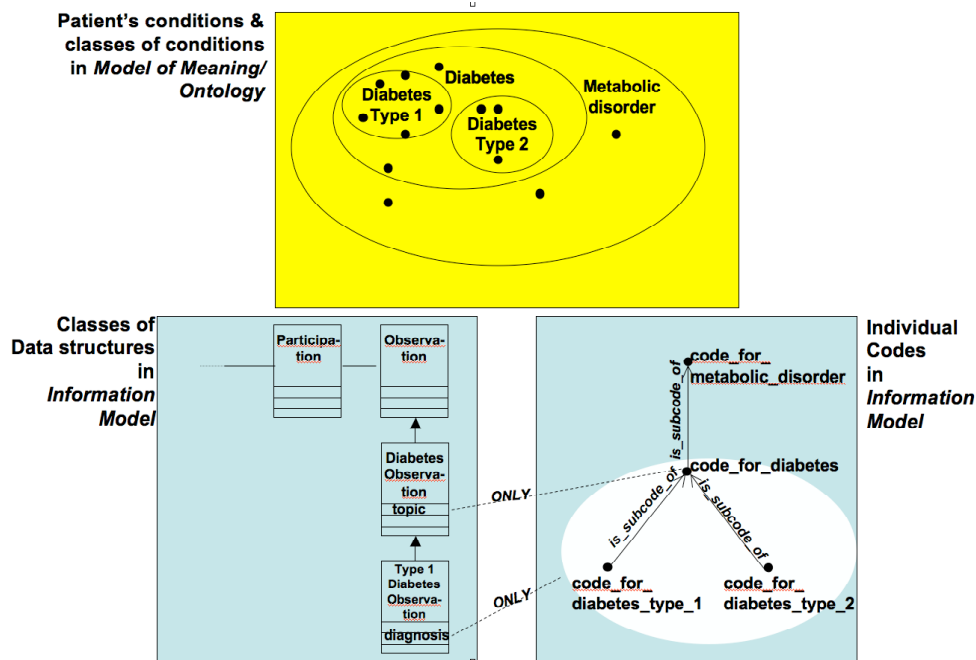 Patient's conditions &
classes of conditions
in Model of Meaning/
Ontology
Diabetes
Metabolic
disorder
Diabetes
Type 1
Diabetes
Type 2
Classes of
Data structures
in
Information
Model
Participa-
tion
Observa-
tion
Diabetes
Observa-
tion
topic
Type 1
Diabetes
Observa-
tion
diagnosis
ONLY
ONLY
code_for_
metabolic_disorder
is_subcode_of
code_for_diabetes
is_subcode_of
is_subcode_of
code_for_
diabetes_type_1
code_for_
diabetes_type_2
Individual
Codes
in
Information
Model